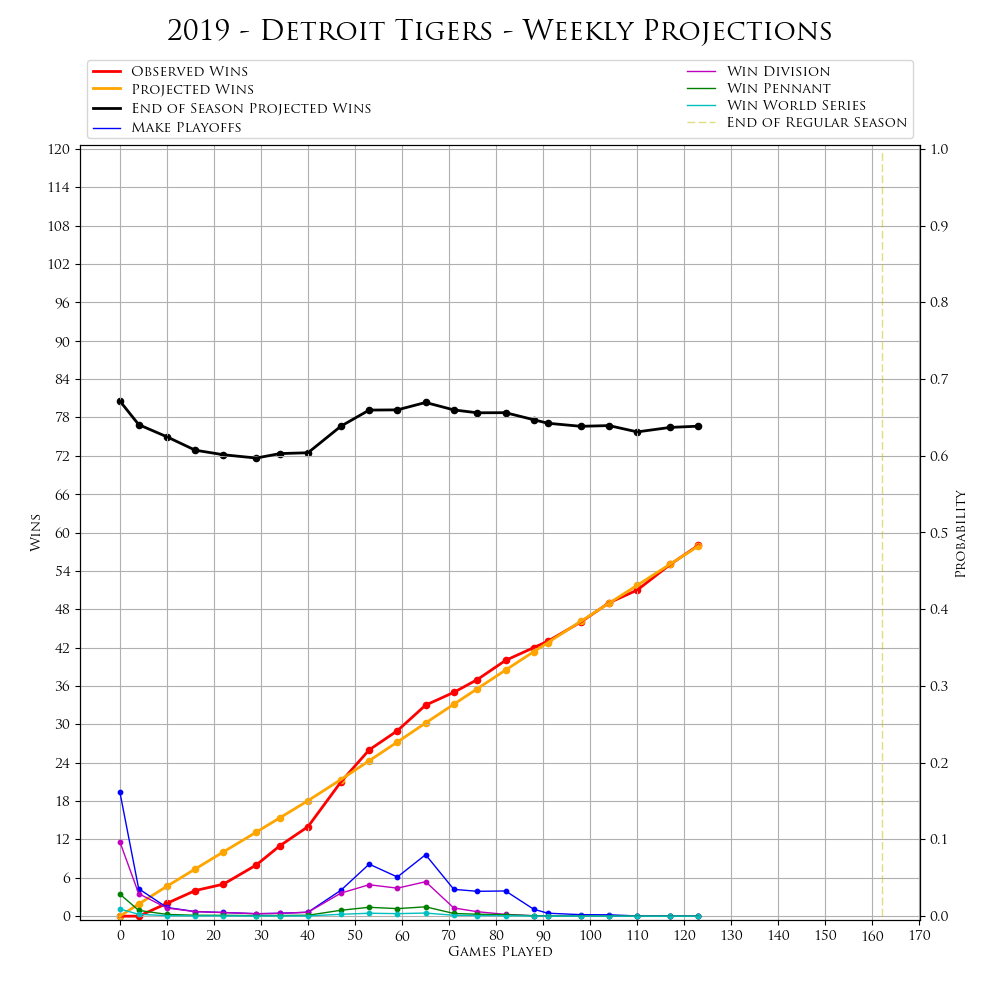 2019 - Detroit Tigers - Weekly Projections
Observed Wins
Projected Wins
End of Season Projected Wins
Make Playoffs
Win Division
Win Pennant
Win World Series
End of Regular Season
120
114
108
102
96
90
84
78
72
66
60
54
48
42
36
30
24
18
12
6
0
Wins
1.0
0.9
0.8
0.7
0.6
0.5
0.4
0.3
0.2
0.1
0.0
Probability
0 10 20 30 40 50 60 70 80 90 100 110 120 130 140 150 160 170
Games Played